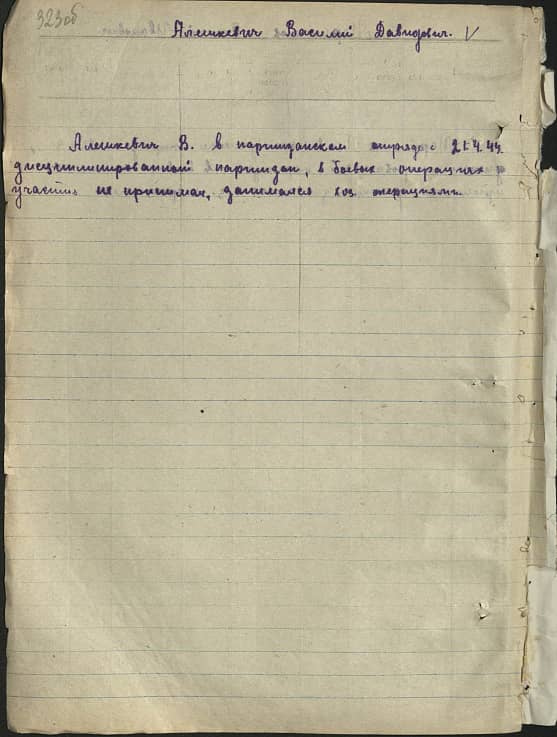 323об
Алешкевич Василий Давидович. V
Алешкевич В. в партизанском отряде с 21.4.44.
дисциплинированный партизан, в боевых операциях
участия не принимал, занимался хоз операциями.